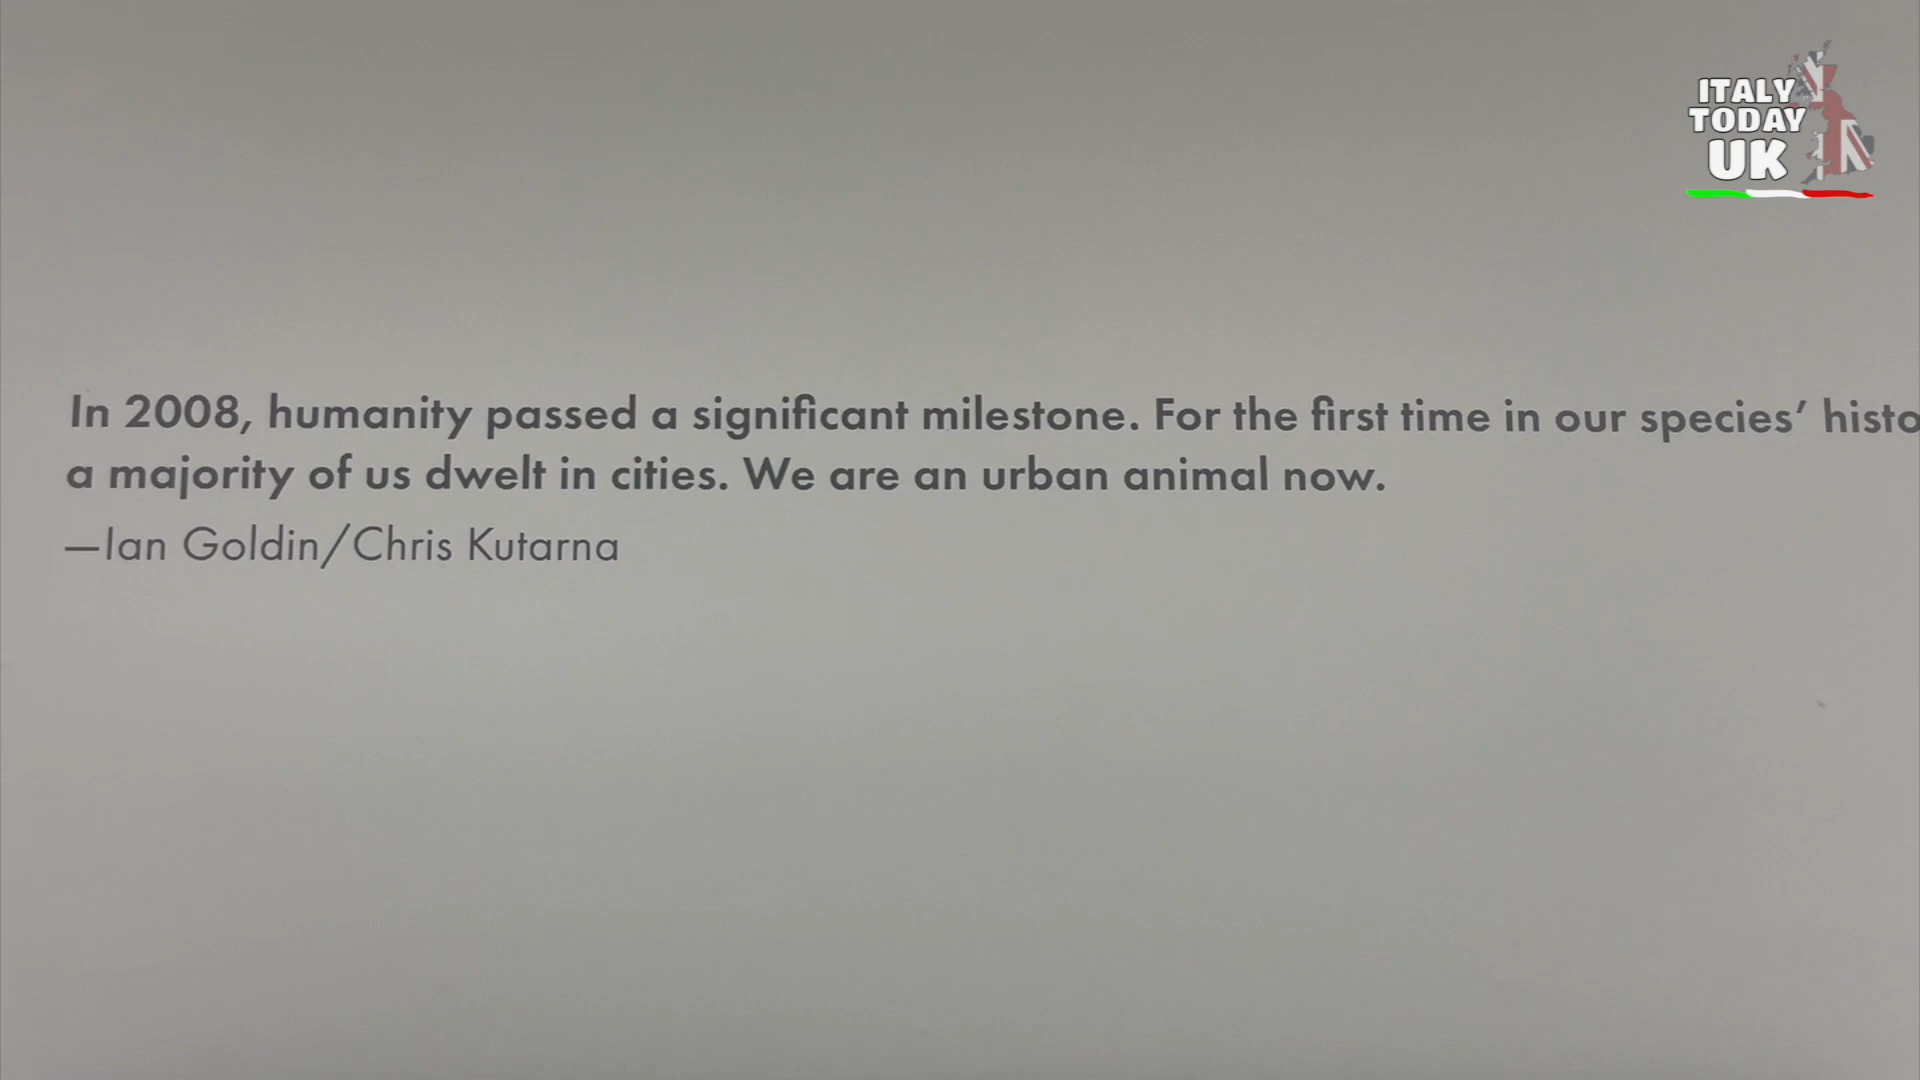 ITALY
TODAY
UK
In 2008, humanity passed a significant milestone. For the first time in our species’ histo
a majority of us dwelt in cities. We are an urban animal now.
—Ian Goldin/Chris Kutarna